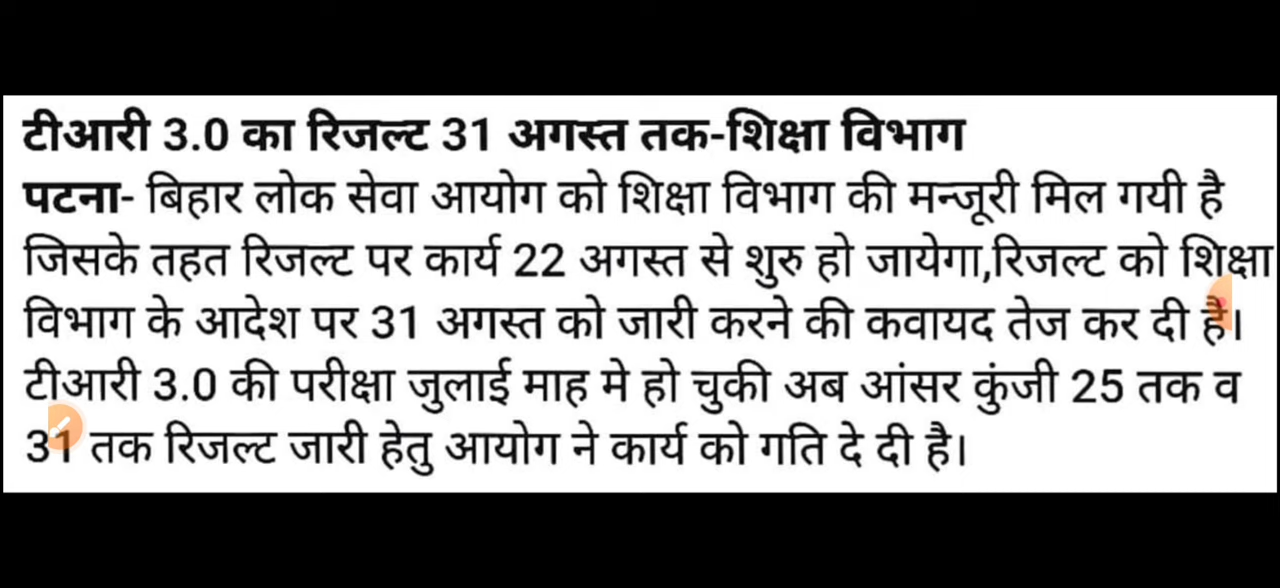 टीआरी 3.0 का रिजल्ट 31 अगस्त तक-शिक्षा विभाग
पटना- बिहार लोक सेवा आयोग को शिक्षा विभाग की मन्जूरी मिल गयी है
जिसके तहत रिजल्ट पर कार्य 22 अगस्त से शुरु हो जायेगा,रिजल्ट को शिक्षा
विभाग के आदेश पर 31 अगस्त को जारी करने की कवायद तेज कर दी है।
टीआरी 3.0 की परीक्षा जुलाई माह मे हो चुकी अब आंसर कुंजी 25 तक व
31 तक रिजल्ट जारी हेतु आयोग ने कार्य को गति दे दी है।